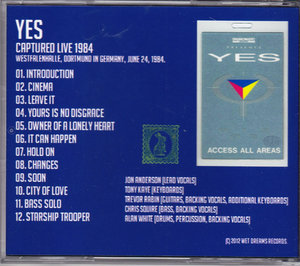 YES
CAPTURED LIVE 1984
WESTFALENHALLE, DORTMUND IN GERMANY, JUNE 24, 1984.
01. INTRODUCTION
02. CINEMA
03. LEAVE IT
04. YOURS IS NO DISGRACE
05. OWNER OF A LONELY HEART
06. IT CAN HAPPEN
07. HOLD ON
08. CHANGES
09. SOON
10. CITY OF LOVE
11. BASS SOLO
12. STARSHIP TROOPER
PRESENTS
YES
ACCESS ALL AREAS
JON ANDERSON [LEAD VOCALS]
TONY KAYE [KEYBOARDS]
TREVOR RABIN [GUITARS, BACKING VOCALS, ADDITIONAL KEYBOARDS]
CHRIS SQUIRE [BASS, BACKING VOCALS]
ALAN WHITE [DRUMS, PERCUSSION, BACKING VOCALS]
(C) 2012 WET DREAMS RECORDS